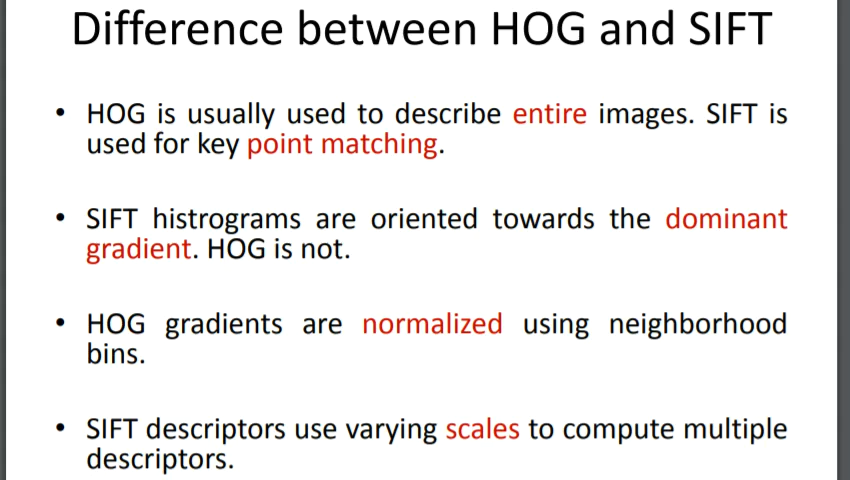 Difference between HOG and SIFT
• HOG is usually used to describe entire images. SIFT is
used for key point matching.
• SIFT histrograms are oriented towards the dominant
gradient. HOG is not.
• HOG gradients are normalized using neighborhood
bins.
• SIFT descriptors use varying scales to compute multiple
descriptors.